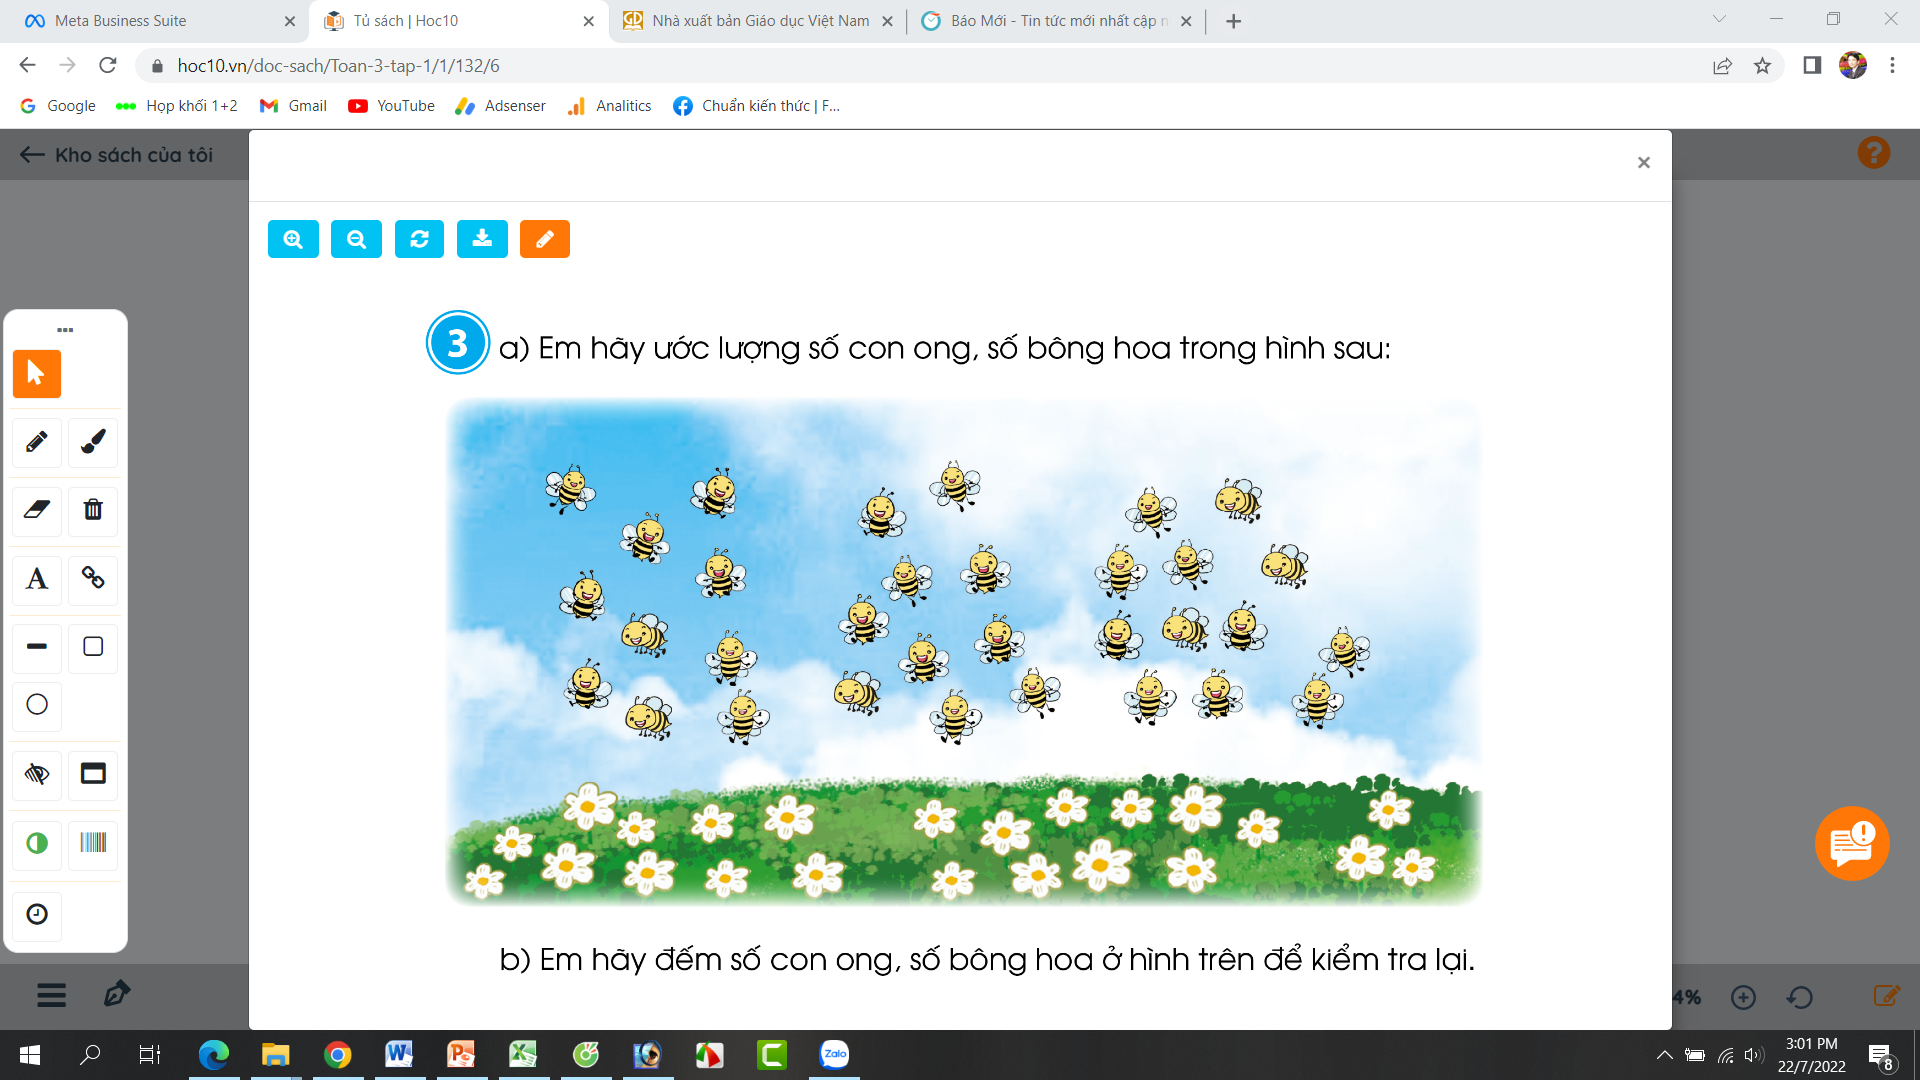 Meta Business Suite
Tủ sách | Hoc10
Nhà xuất bản Giáo dục Việt Nam
Báo Mới - Tin tức mới nhất cập n
hoc10.vn/doc-sach/Toan-3-tap-1/1/132/6
Google
Họp khối 1+2
Gmail
YouTube
Adsenser
Analitics
Chuẩn kiến thức | F...
Kho sách của tôi
3 a) Em hãy ước lượng số con ong, số bông hoa trong hình sau:
b) Em hãy đếm số con ong, số bông hoa ở hình trên để kiểm tra lại.
4%
Zalo
3:01 PM
22/7/2022
8